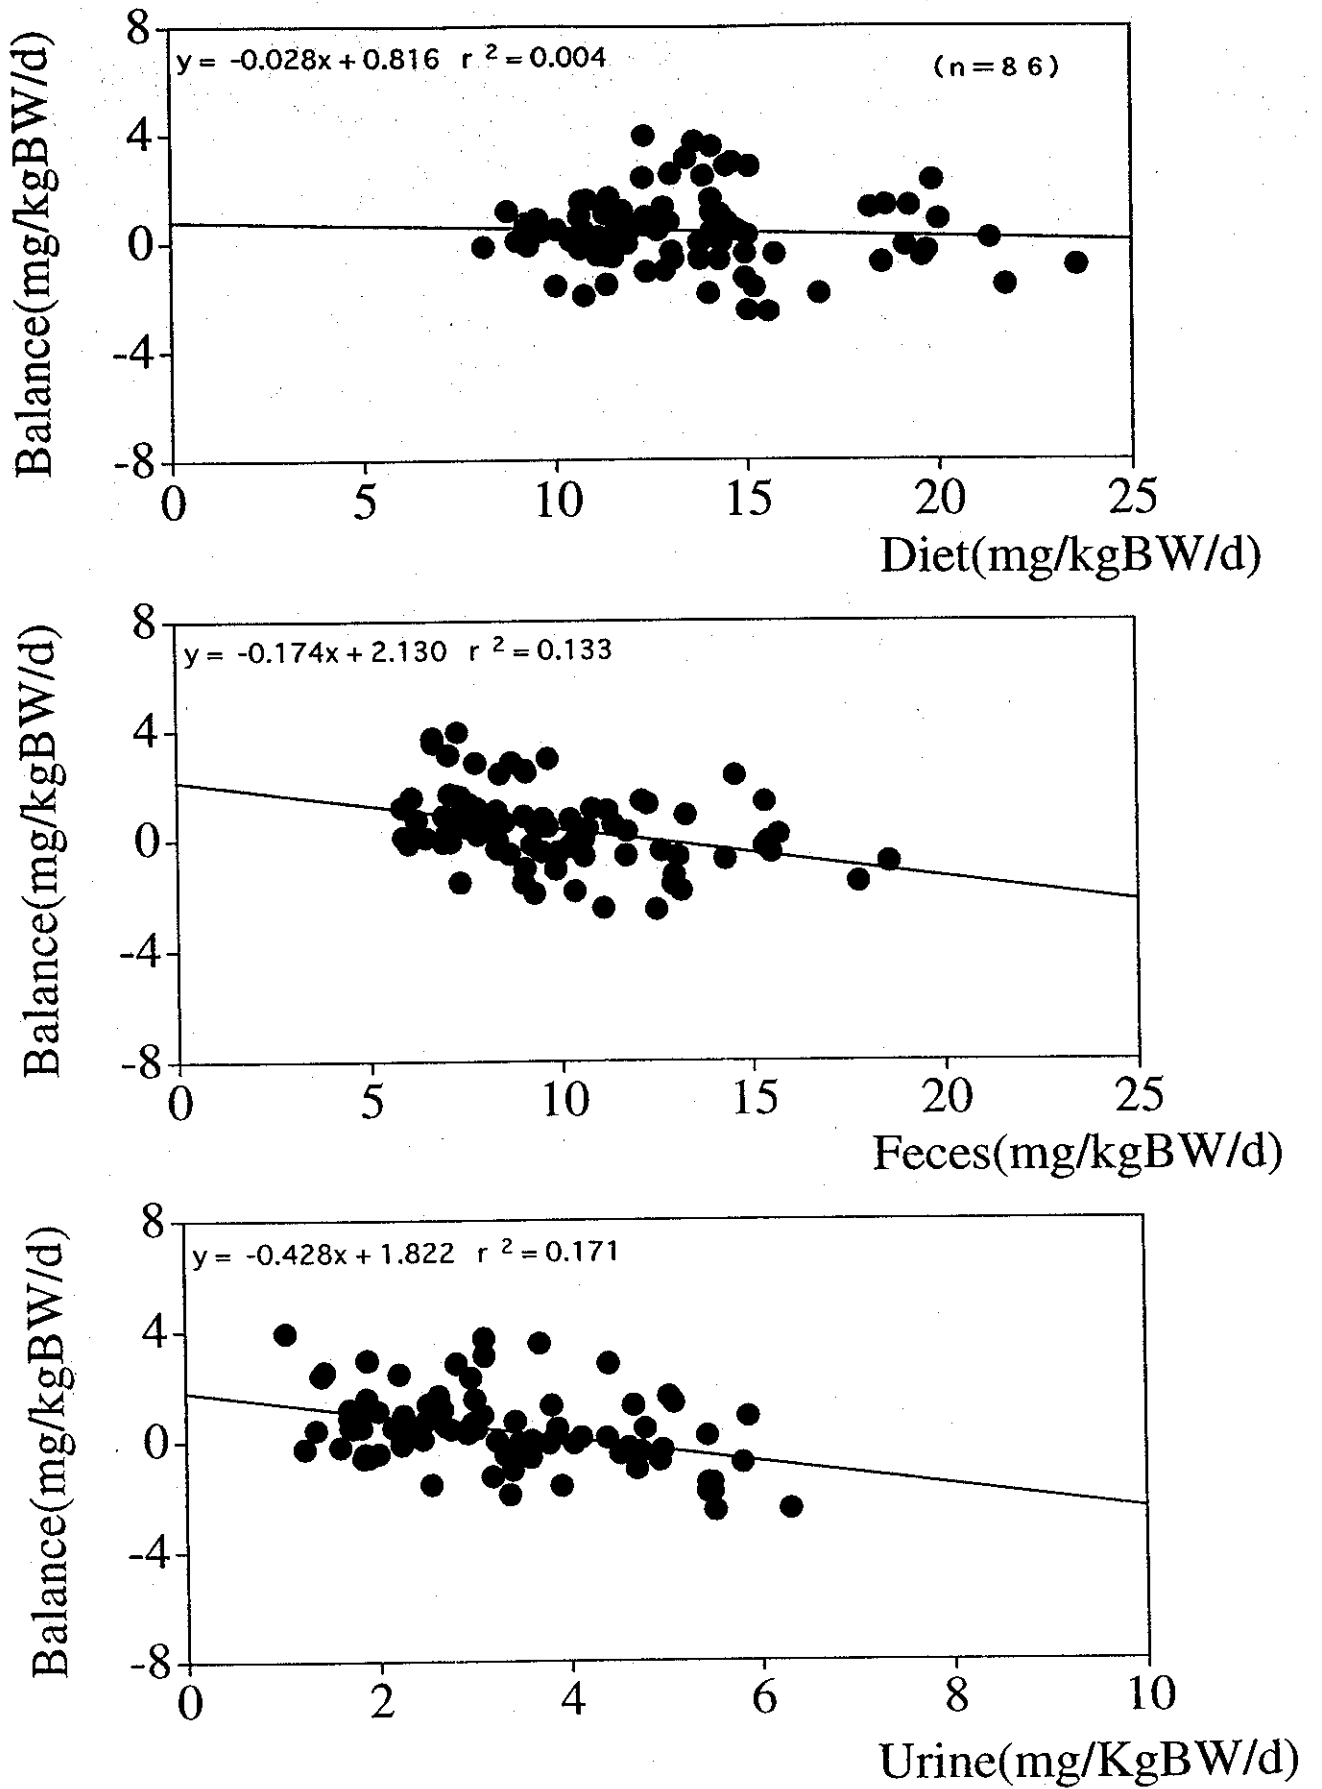 8
y = -0.028x + 0.816 r 2 = 0.004
(n=86)
4
0
-4
-8
0 5 10 15 20 25
Balance(mg/kgBW/d)
Diet(mg/kgBW/d)
8
y = -0.174x + 2.130 r 2 = 0.133
4
0
-4
-8
0 5 10 15 20 25
Balance(mg/kgBW/d)
Feces(mg/kgBW/d)
8
y = -0.428x + 1.822 r 2 = 0.171
4
0
-4
-8
0 2 4 6 8 10
Balance(mg/kgBW/d)
Urine(mg/KgBW/d)